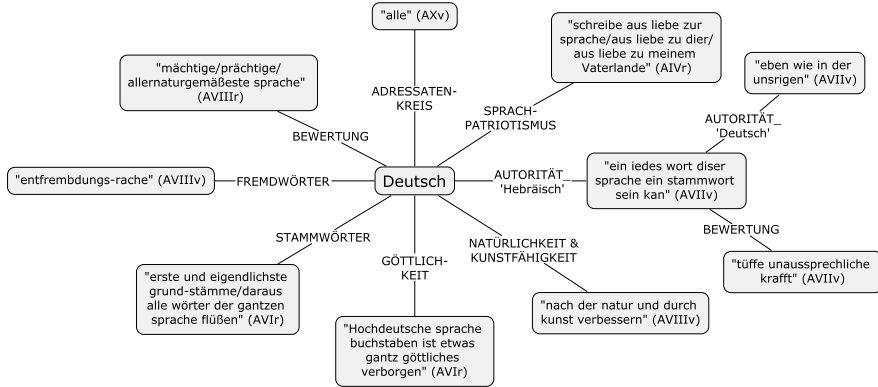 "alle" (AXv)
"schreibe aus liebe zur
sprache/aus liebe zu dier/
aus liebe zu meinem
Vaterlande" (AIVr)
"mächtige/prächtige/
allernaturgemäßeste sprache"
(AVIIIr)
"eben wie in der
unsrigen" (AVIIv)
ADRESSATEN-
KREIS
SPRACH-
PATRIOTISMUS
AUTORITÄT_
'Deutsch'
BEWERTUNG
"entfrembdungs-rache" (AVIIIv)
FREMDWÖRTER
Deutsch
AUTORITÄT_
'Hebräisch'
"ein iedes wort diser
sprache ein stammwort
sein kan" (AVIIv)
STAMMWÖRTER
GÖTTLICH-
KEIT
NATÜRLICHKEIT &
KUNSTFÄHIGKEIT
BEWERTUNG
"tüffe unaussprechliche
krafft" (AVIIv)
"erste und eigendlichste
grund-stämme/daraus
alle wörter der gantzen
sprache flüßen" (AVIr)
"Hochdeutsche sprache
buchstaben ist etwas
gantz göttliches
verborgen" (AVIr)
"nach der natur und durch
kunst verbessern" (AVIIIv)